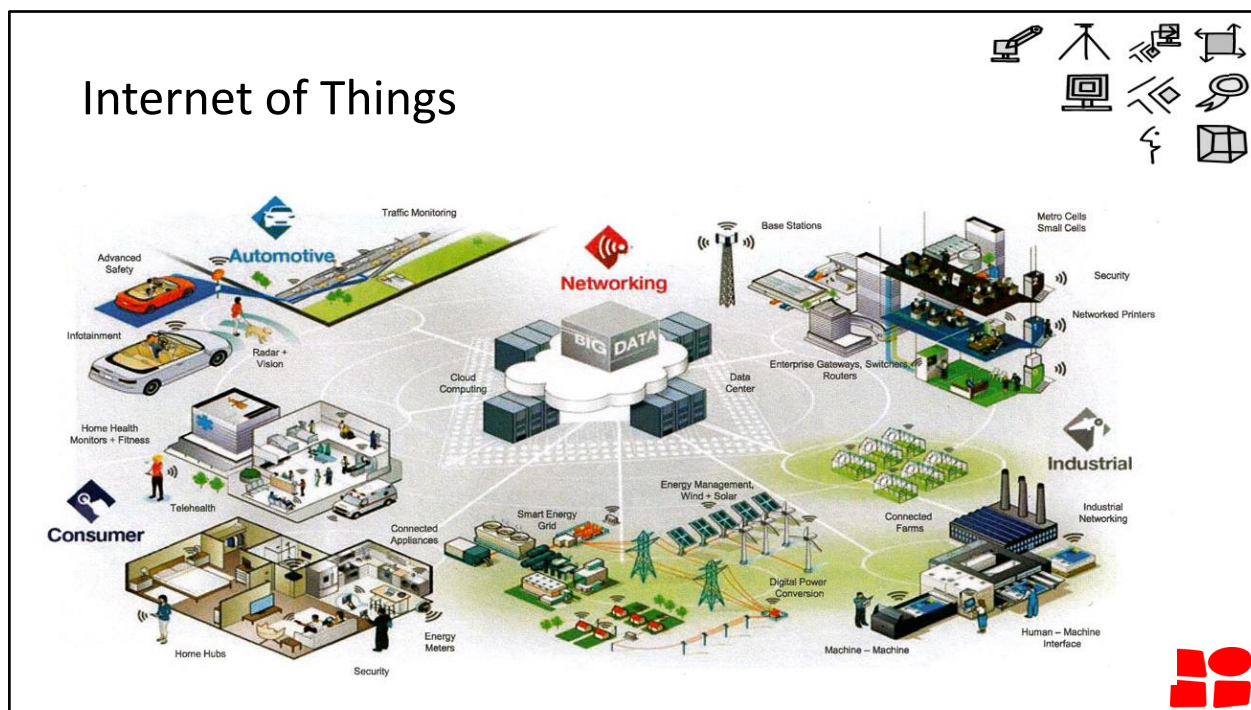 Internet of Things
Traffic Monitoring
Automotive
Advanced
Safety
Infotainment
Radar +
Vision
Networking
BIG DATA
Cloud
Computing
Data
Center
Base Stations
Metro Cells
Small Cells
Security
Networked Printers
Enterprise Gateways, Switchers,
Routers
Home Health
Monitors + Fitness
Telehealth
Consumer
Connected
Appliances
Home Hubs
Security
Energy
Meters
Smart Energy
Grid
Energy Management,
Wind + Solar
Digital Power
Conversion
Industrial
Connected
Farms
Industrial
Networking
Machine – Machine
Human – Machine
Interface